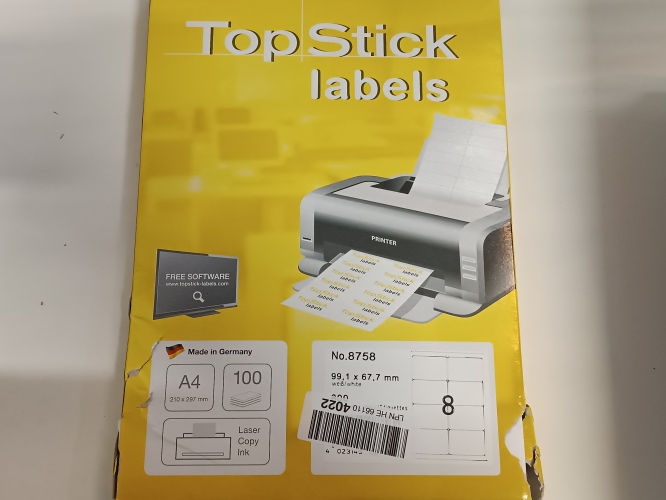 TopStick
labels
PRINTER
FREE SOFTWARE
www.topstick-labels.com
Made in Germany
A4
210 x 297 mm
100
Laser
Copy
Ink
No.8758
99,1 x 67,7 mm
weiß/white
8
LPN HE 66110 4022